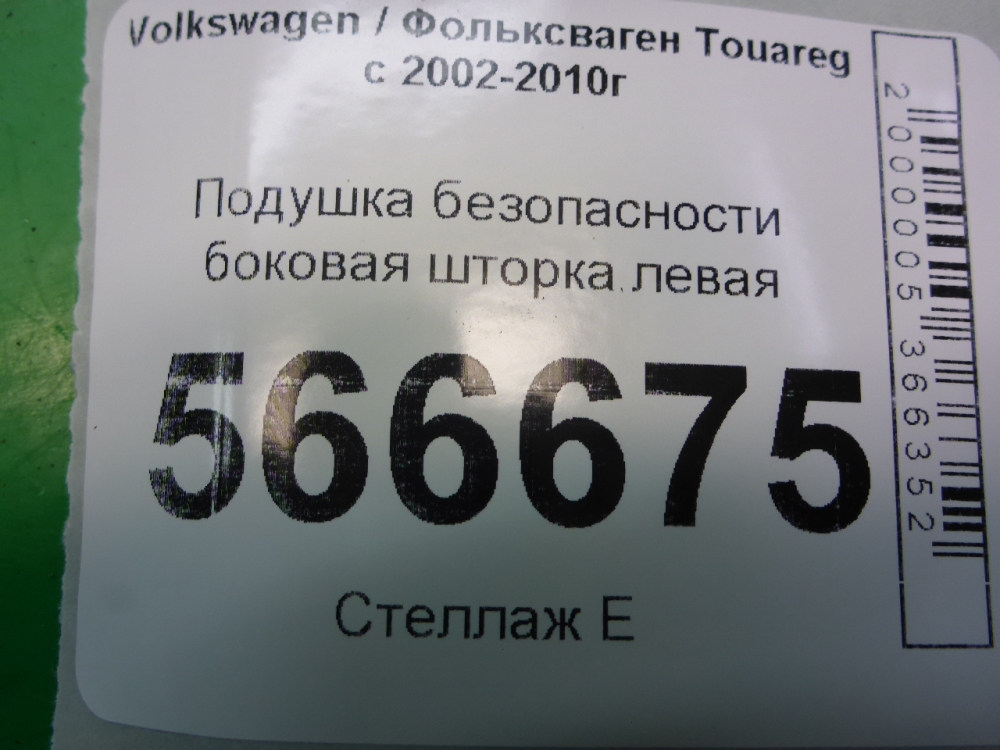 Volkswagen / Фольксваген Touareg
с 2002-2010г
Подушка безопасности
боковая шторка левая
566675
Стеллаж Е
2000005366352